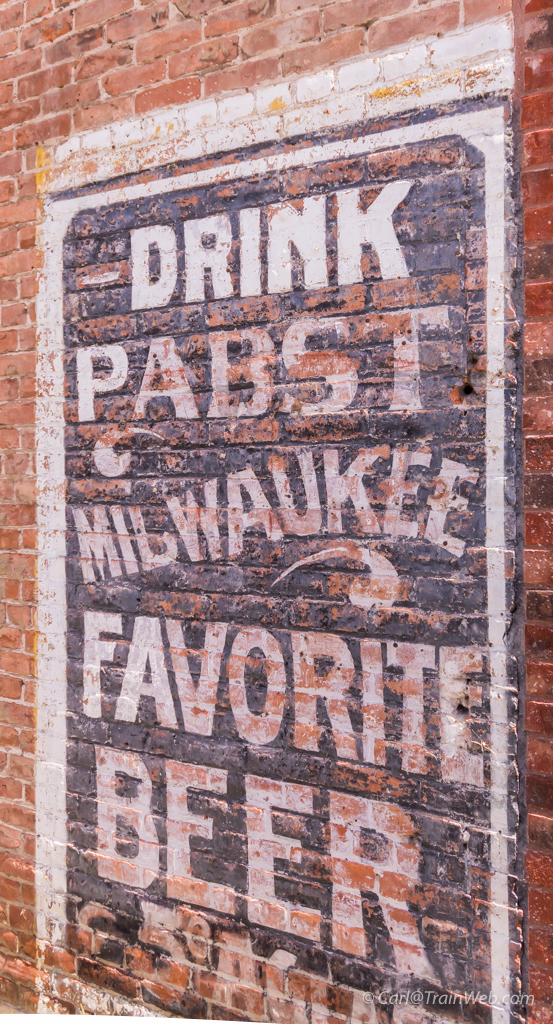 DRINK
PABST
MILWAUKEE
FAVORITE
BEER
© Carl@TrainWeb.com